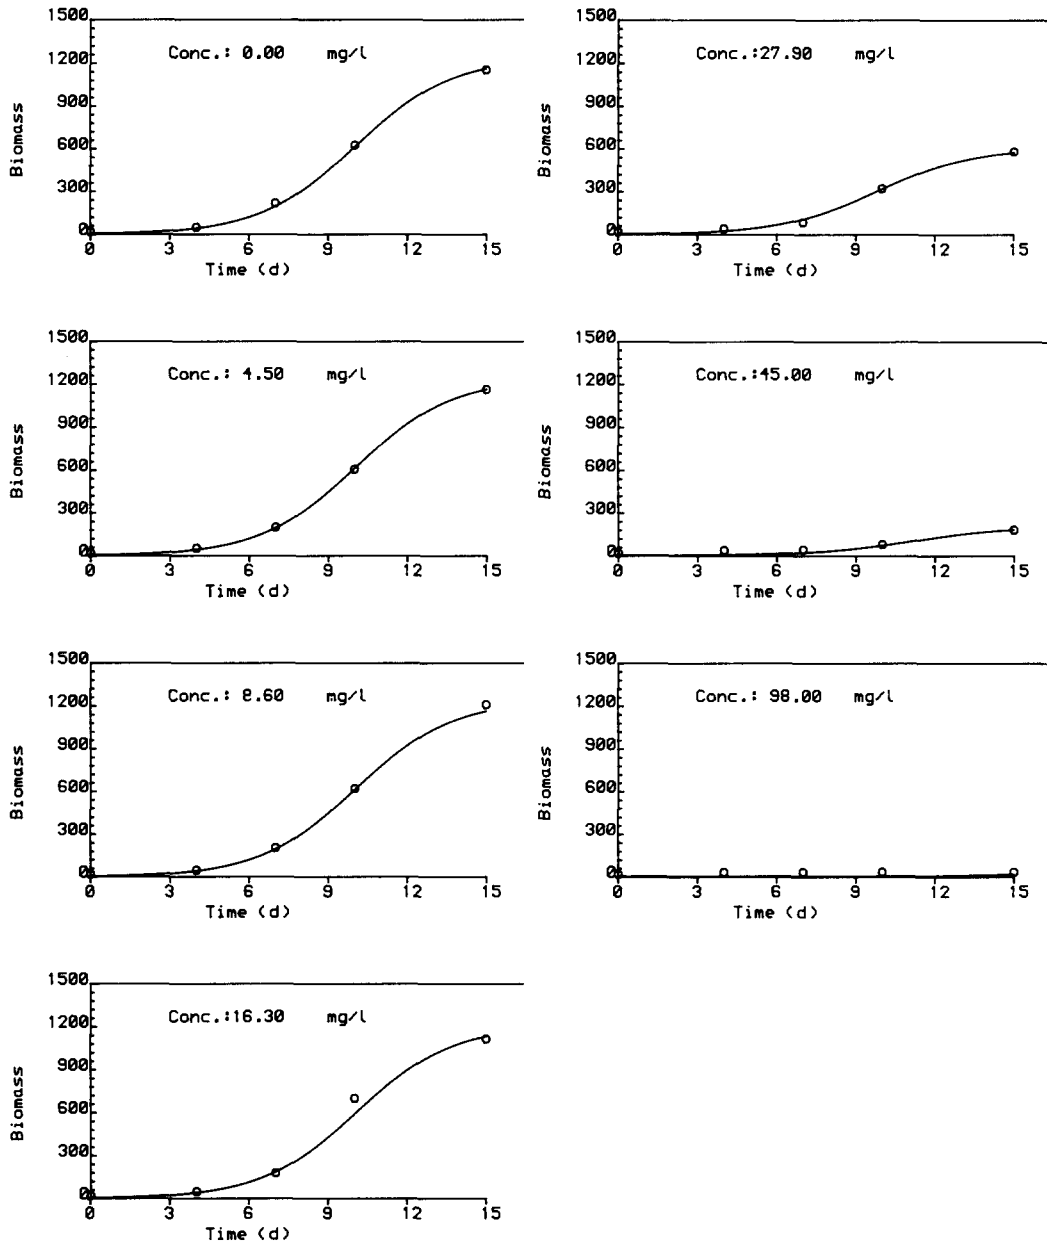 1500
1200
900
600
300
0
Biomass
Conc.: 0.00 mg/l
0 3 6 9 12 15
Time (d)
1500
1200
900
600
300
0
Biomass
Conc.:27.90 mg/l
0 3 6 9 12 15
Time (d)
1500
1200
900
600
300
0
Biomass
Conc.: 4.50 mg/l
0 3 6 9 12 15
Time (d)
1500
1200
900
600
300
0
Biomass
Conc.:45.00 mg/l
0 3 6 9 12 15
Time (d)
1500
1200
900
600
300
0
Biomass
Conc.: 8.60 mg/l
0 3 6 9 12 15
Time (d)
1500
1200
900
600
300
0
Biomass
Conc.: 98.00 mg/l
0 3 6 9 12 15
Time (d)
1500
1200
900
600
300
0
Biomass
Conc.:16.30 mg/l
0 3 6 9 12 15
Time (d)